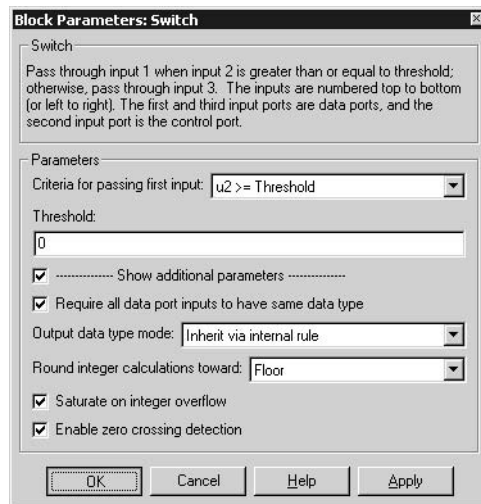 Block Parameters: Switch
Switch
Pass through input 1 when input 2 is greater than or equal to threshold;
otherwise, pass through input 3.  The inputs are numbered top to bottom
(or left to right). The first and third input ports are data ports, and the
second input port is the control port.
Parameters
Criteria for passing first input: u2 >= Threshold
Threshold:
0
--------------- Show additional parameters ---------------
Require all data port inputs to have same data type
Output data type mode: Inherit via internal rule
Round integer calculations toward: Floor
Saturate on integer overflow
Enable zero crossing detection
OK Cancel Help Apply